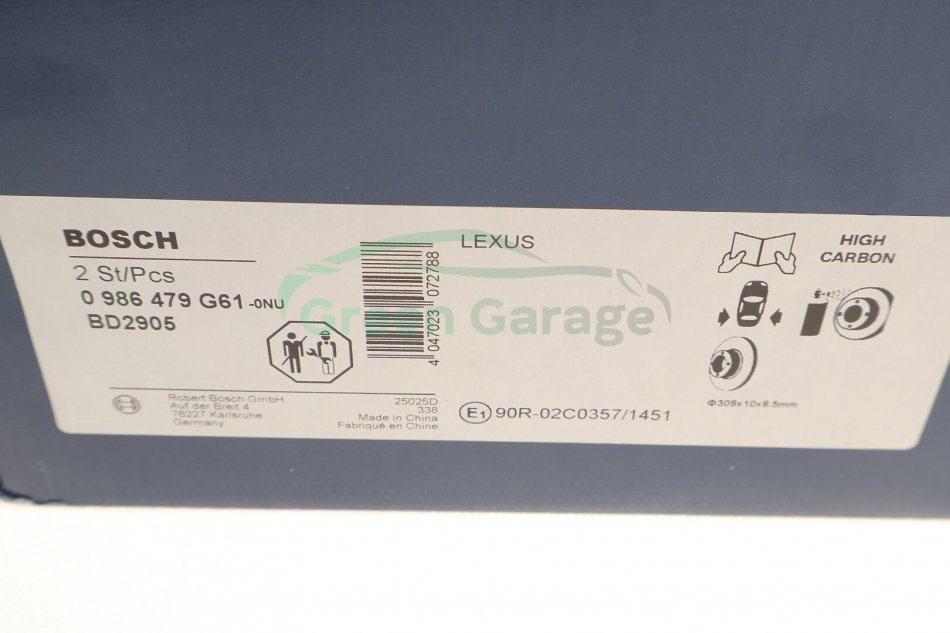 BOSCH
2 St/Pcs
0 986 479 G61-0NU
BD2905
4 047023 072788
LEXUS
HIGH
CARBON
Φ309x10x8.5mm
Green Garage
Robert Bosch GmbH
Auf der Breit 4
76227 Karlsruhe
Germany
25025D
338
Made in China
Fabriqué en Chine
E1 90R-02C0357/1451